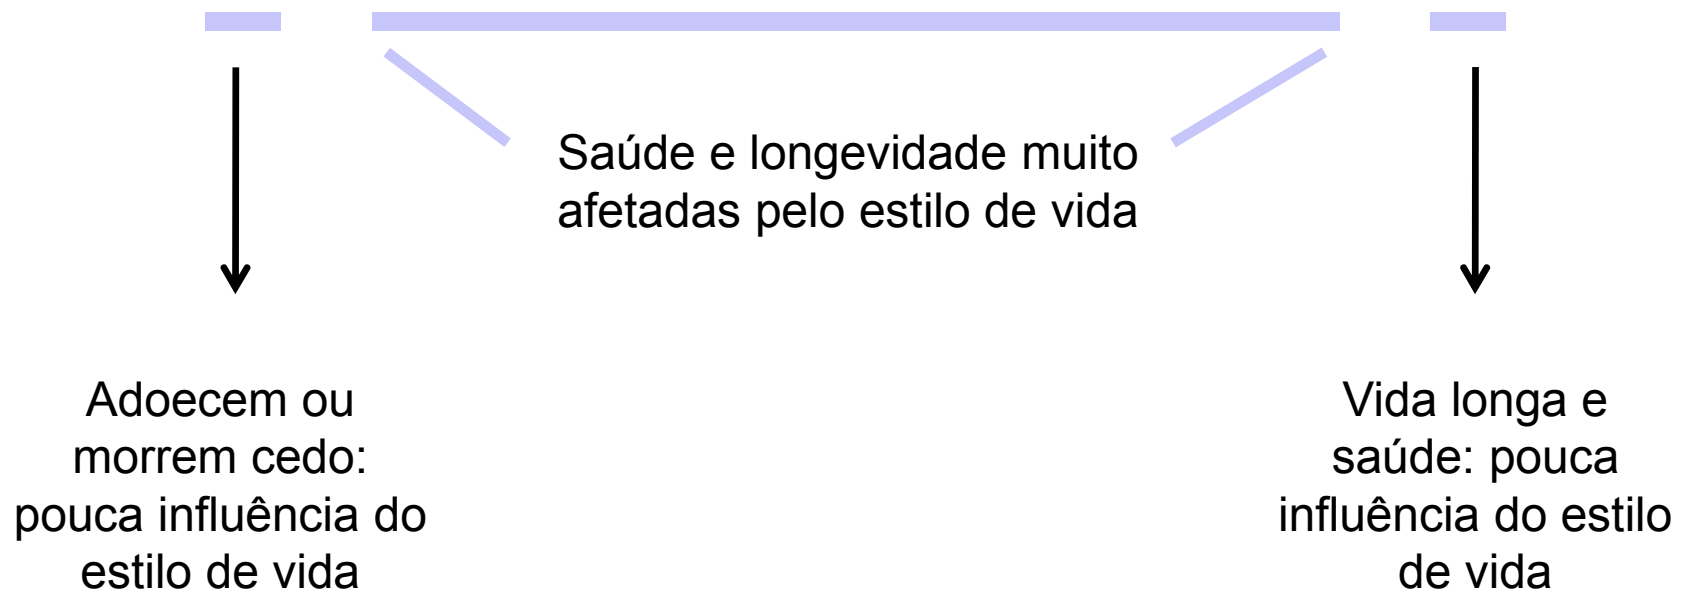 Saúde e longevidade muito
afetadas pelo estilo de vida
Adoecem ou
morrem cedo:
pouca influência do
estilo de vida
Vida longa e
saúde: pouca
influência do estilo
de vida